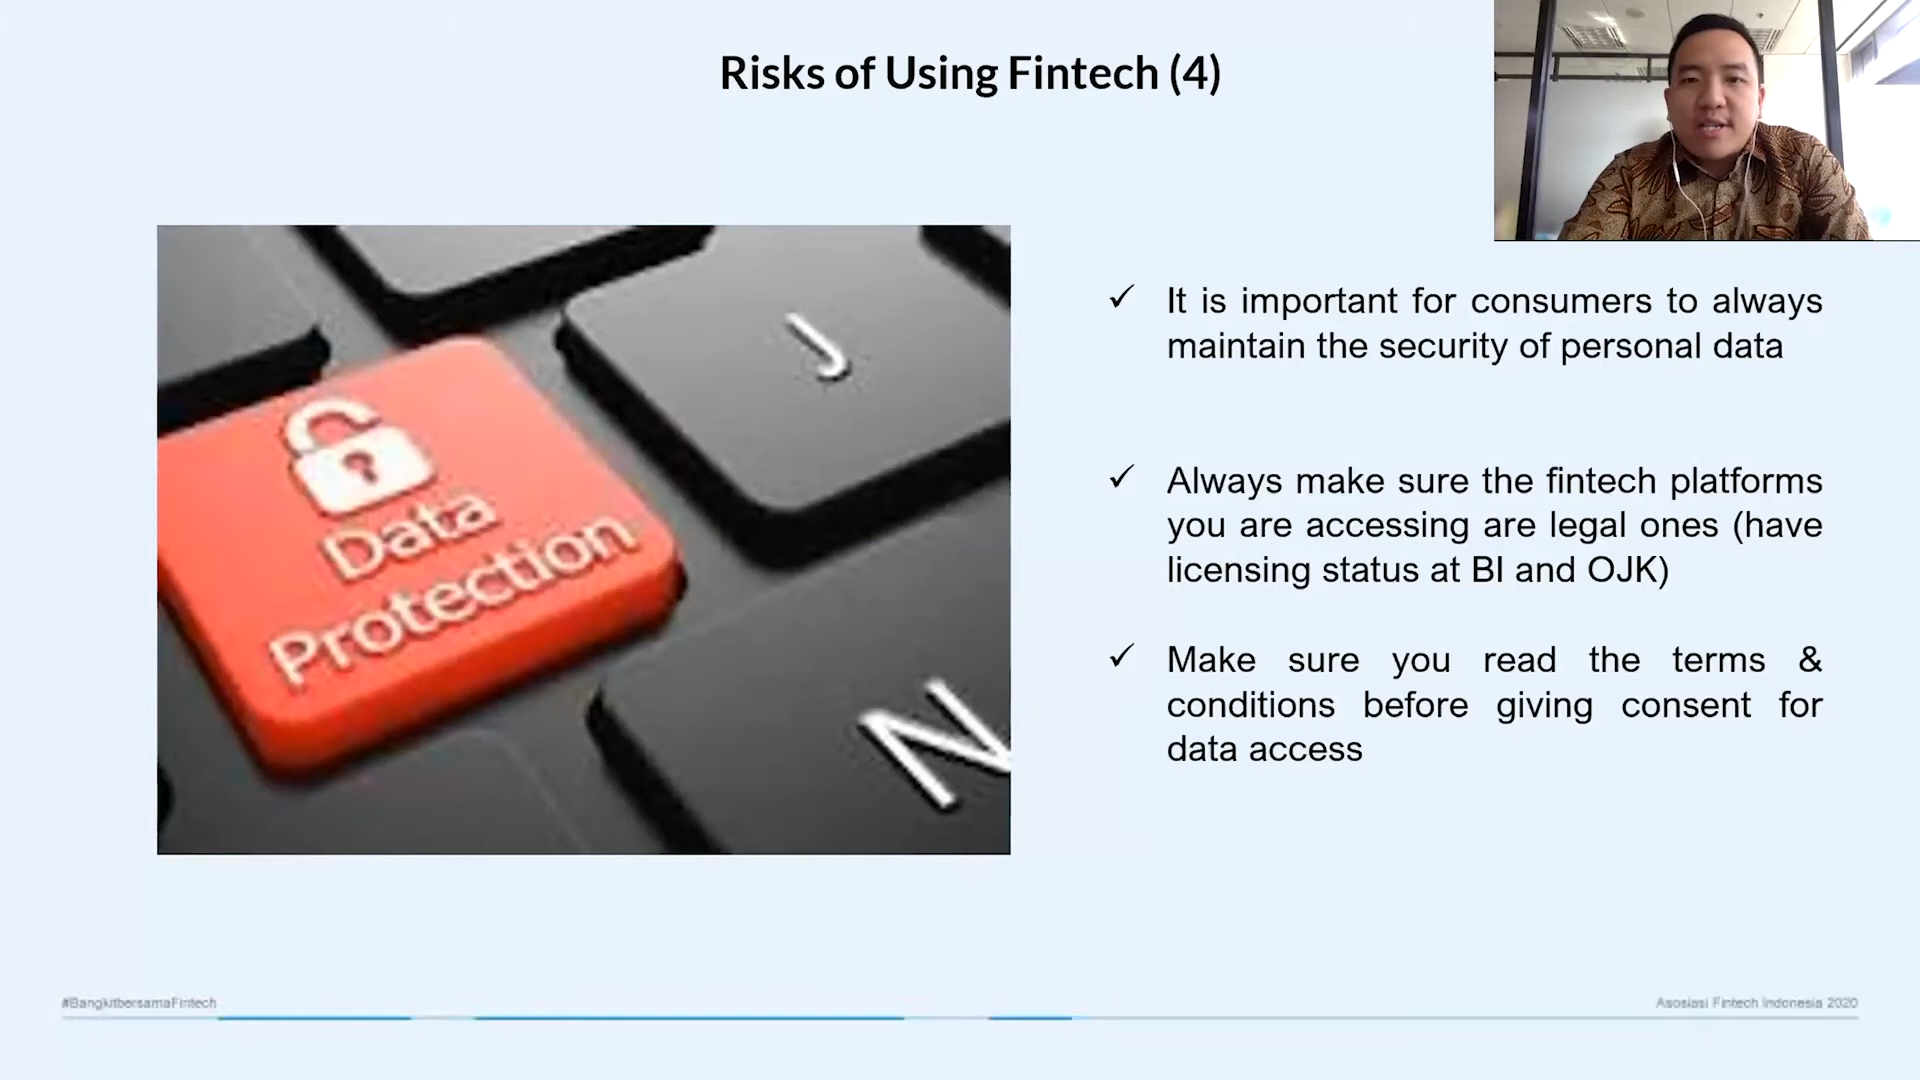 Risks of Using Fintech (4)
J
Data
Protection
N
✓ It is important for consumers to always
maintain the security of personal data
✓ Always make sure the fintech platforms
you are accessing are legal ones (have
licensing status at BI and OJK)
✓ Make sure you read the terms &
conditions before giving consent for
data access
#BangkitbersamaFintech
Asosiasi Fintech Indonesia 2020